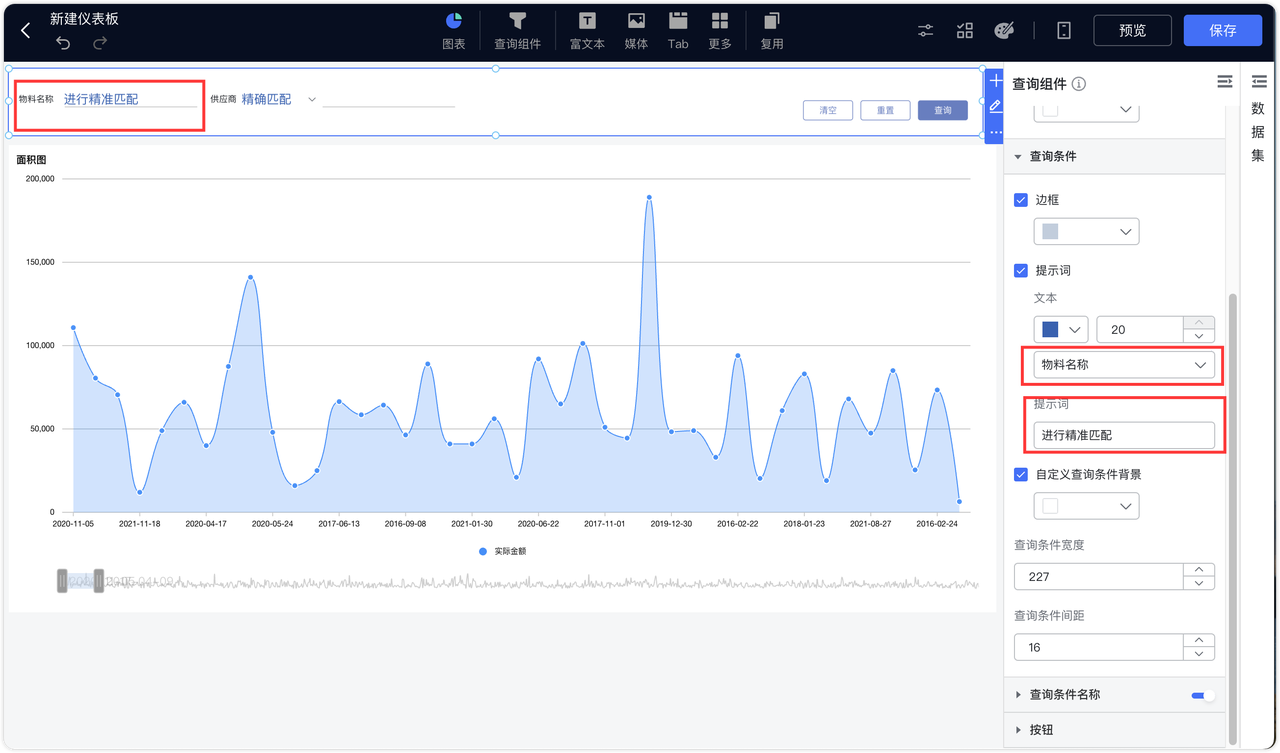 新建仪表板
图表
查询组件
富文本
媒体
Tab
更多
复用
预览
保存
物料名称 进行精准匹配 供应商 精确匹配
清空 重置 查询
面积图
200,000
150,000
100,000
50,000
0
2020-11-05 2021-11-18 2020-04-17 2020-05-24 2017-06-13 2016-09-08 2021-01-30 2020-06-22 2017-11-01 2019-12-30 2016-02-22 2018-01-23 2021-08-27 2016-02-24
实际金额
查询组件
查询条件
边框
提示词
文本
20
物料名称
提示词
进行精准匹配
自定义查询条件背景
查询条件宽度
227
查询条件间距
16
查询条件名称
按钮
数
据
集